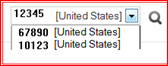 12345 [United States]
67890 [United States]
10123 [United States]